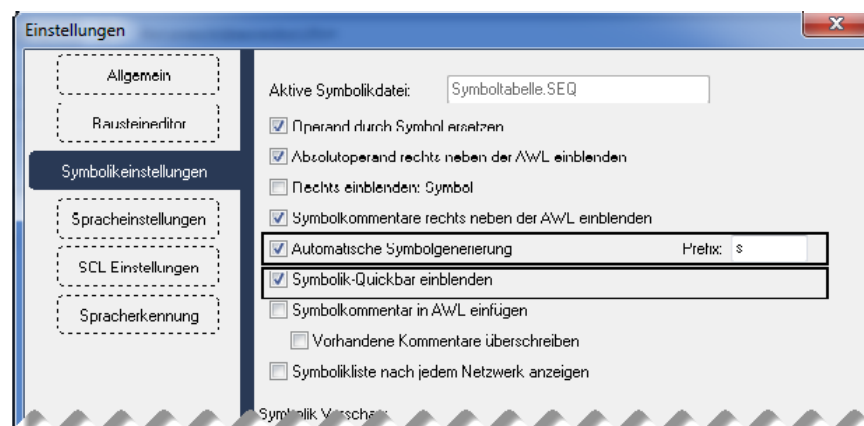 Einstellungen
Allgemein
Bausteineditor
Symbolikeinstellungen
Spracheinstellungen
SCL Einstellungen
Spracherkennung
Aktive Symbolikdatei: Symboltabelle.SEQ
Operand durch Symbol ersetzen
Absolutoperand rechts neben der AWL einblenden
Rechts einblenden: Symbol
Symbolkommentare rechts neben der AWL einblenden
Automatische Symbolgenerierung Prefix: s
Symbolik-Quickbar einblenden
Symbolkommentar in AWL einfügen
Vorhandene Kommentare überschreiben
Symbolikliste nach jedem Netzwerk anzeigen
Symbolik Vorschau: